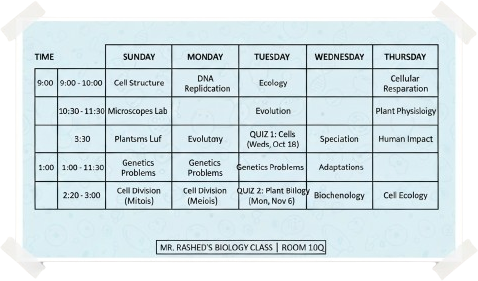 TIME SUNDAY MONDAY TUESDAY WEDNESDAY THURSDAY
9:00 9:00 - 10:00 Cell Structure DNA Replidcation Ecology Cellular Resparation
10:30 - 11:30 Microscopes Lab Evolution Plant Physisloigy
3:30 Plantsms Luf Evolutony QUIZ 1: Cells (Weds, Oct 18) Speciation Human Impact
1:00 1:00 - 11:30 Genetics Problems Genetics Problems Genetics Problems Adaptations
2:20 - 3:00 Cell Division (Mitois) Cell Division (Meiois) QUIZ 2: Plant Billogy (Mon, Nov 6) Biochenology Cell Ecology
MR. RASHED'S BIOLOGY CLASS | ROOM 10Q